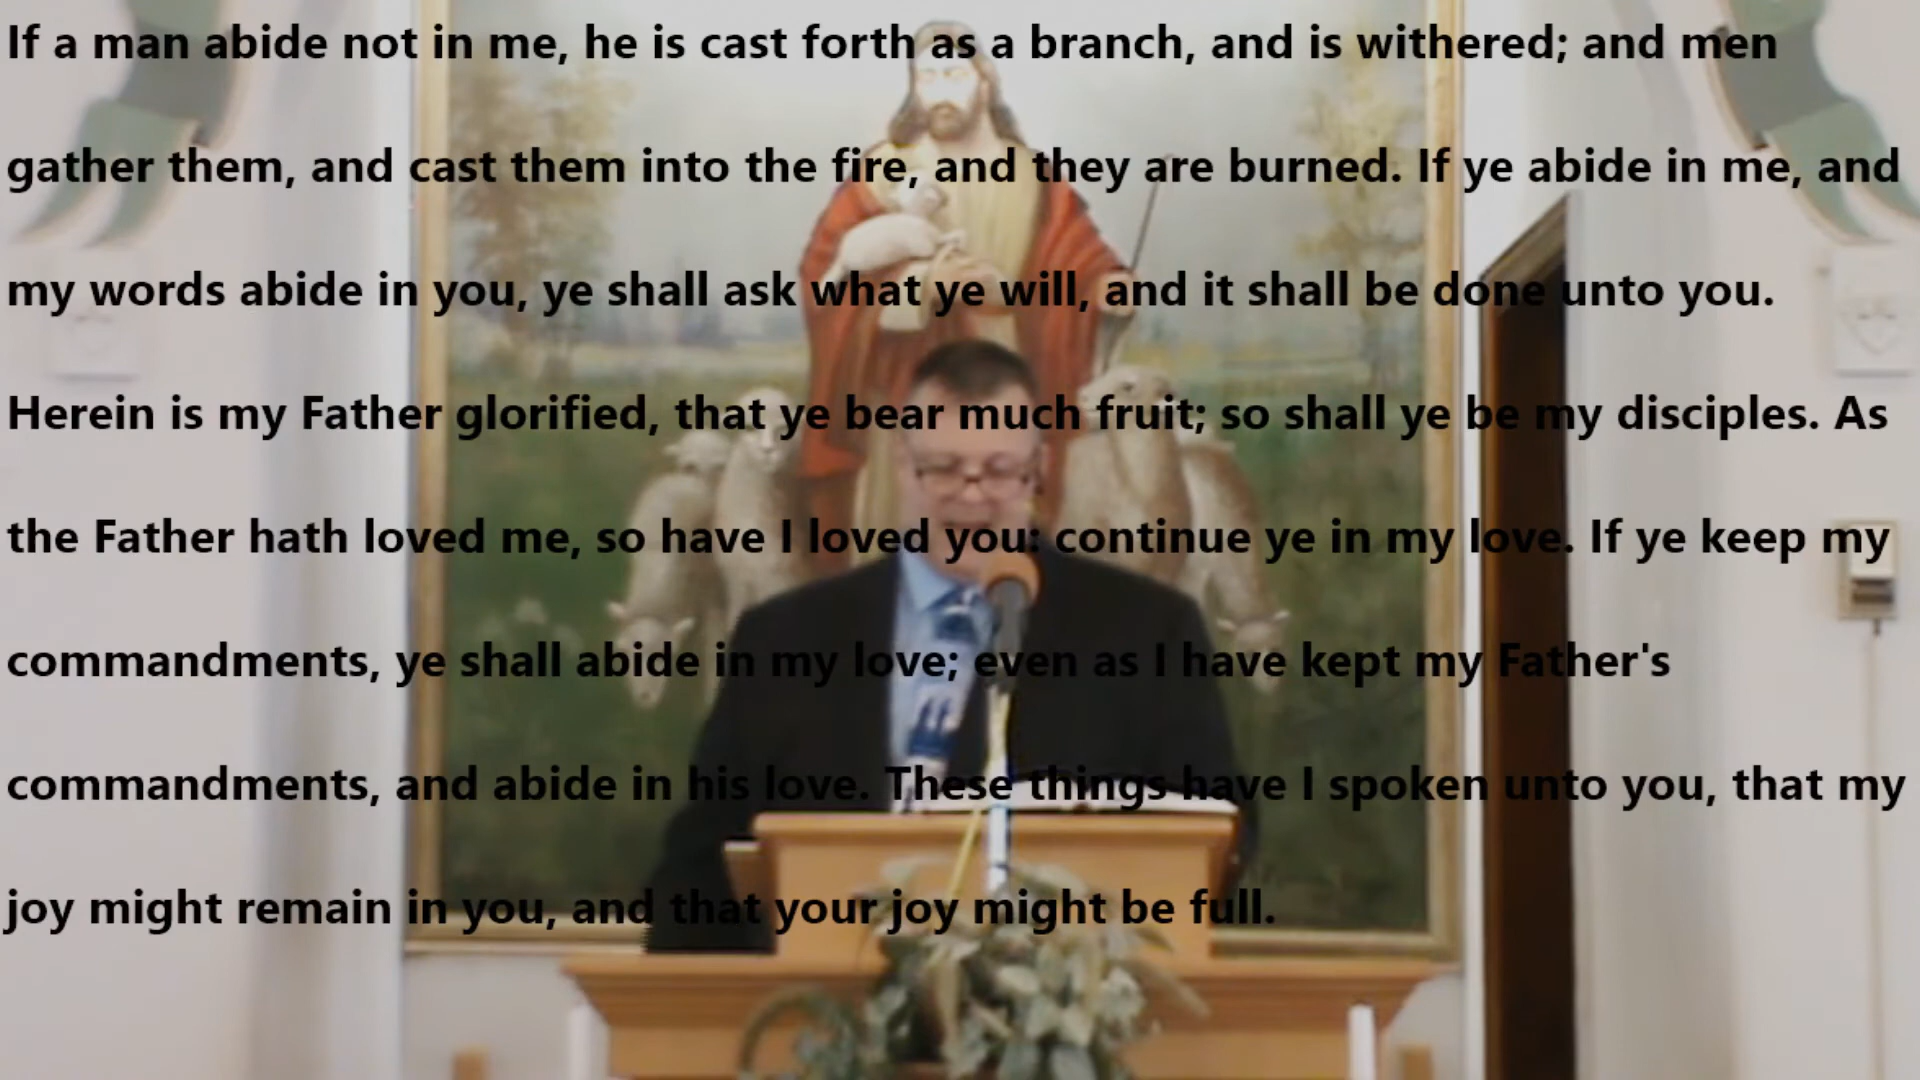 If a man abide not in me, he is cast forth as a branch, and is withered; and men
gather them, and cast them into the fire, and they are burned. If ye abide in me, and
my words abide in you, ye shall ask what ye will, and it shall be done unto you.
Herein is my Father glorified, that ye bear much fruit; so shall ye be my disciples. As
the Father hath loved me, so have I loved you: continue ye in my love. If ye keep my
commandments, ye shall abide in my love; even as I have kept my Father's
commandments, and abide in his love. These things have I spoken unto you, that my
joy might remain in you, and that your joy might be full.